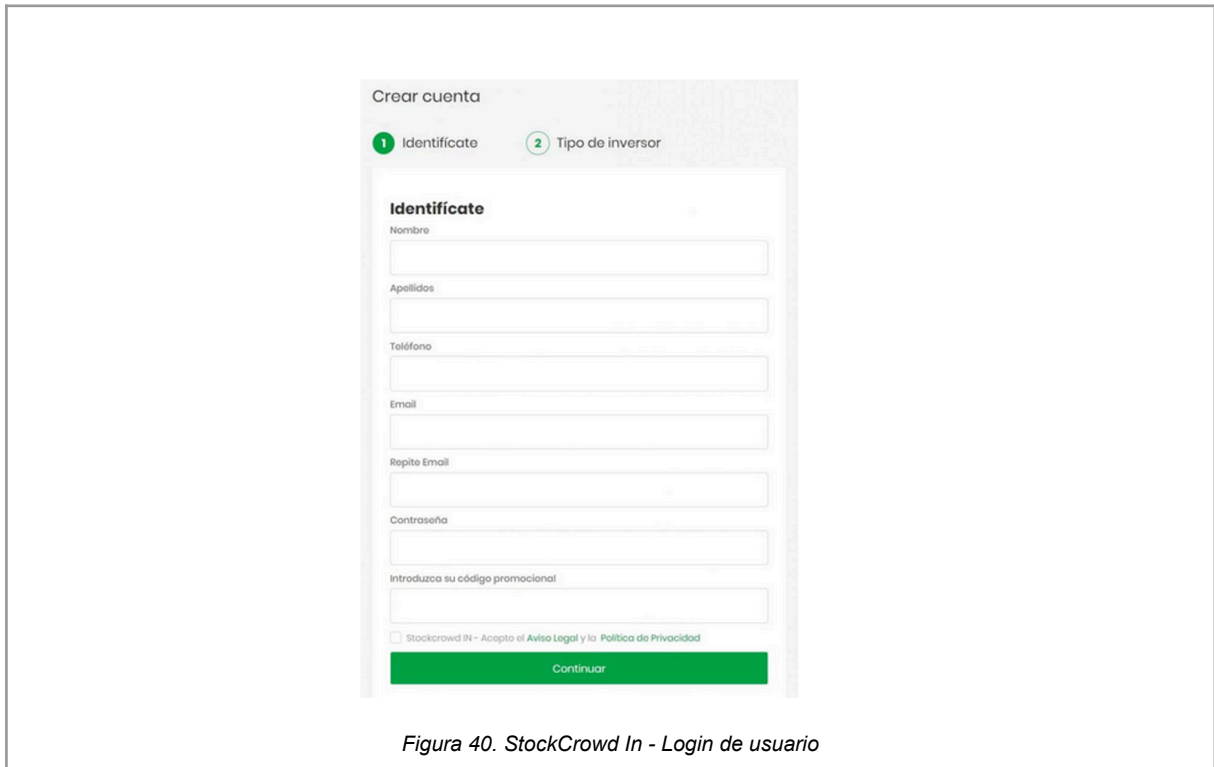 Crear cuenta
1 Identifícate 2 Tipo de inversor
Identifícate
Nombre
Apellídos
Teléfono
Email
Repite Email
Contraseña
Introduzca su código promocional
Stockcrowd IN - Acepto el Aviso Legal y la Política de Privacidad
Continuar
Figura 40. StockCrowd In - Login de usuario